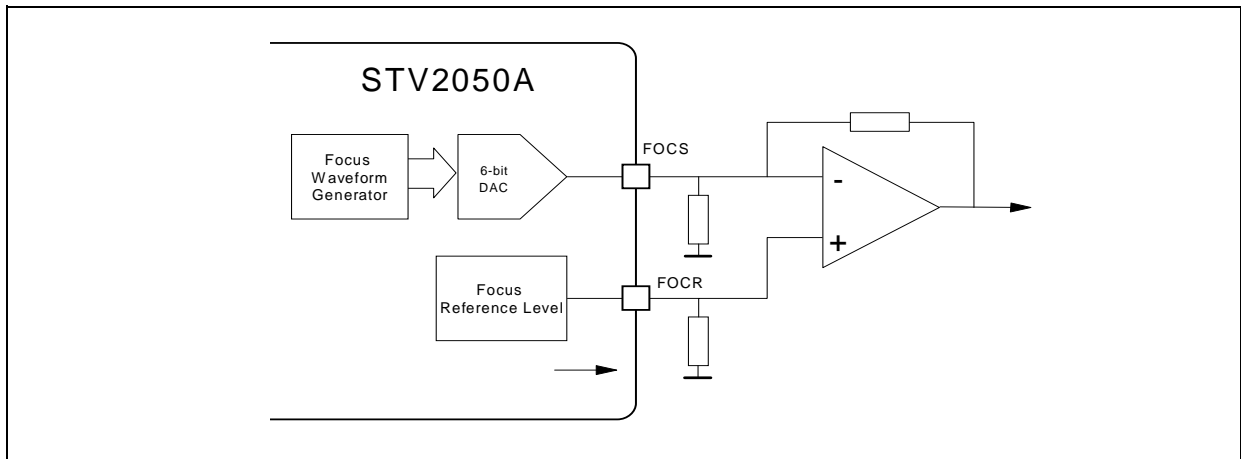 STV2050A
Focus
Waveform
Generator
6-bit
DAC
FOCS
-
+
Focus
Reference Level
FOCR